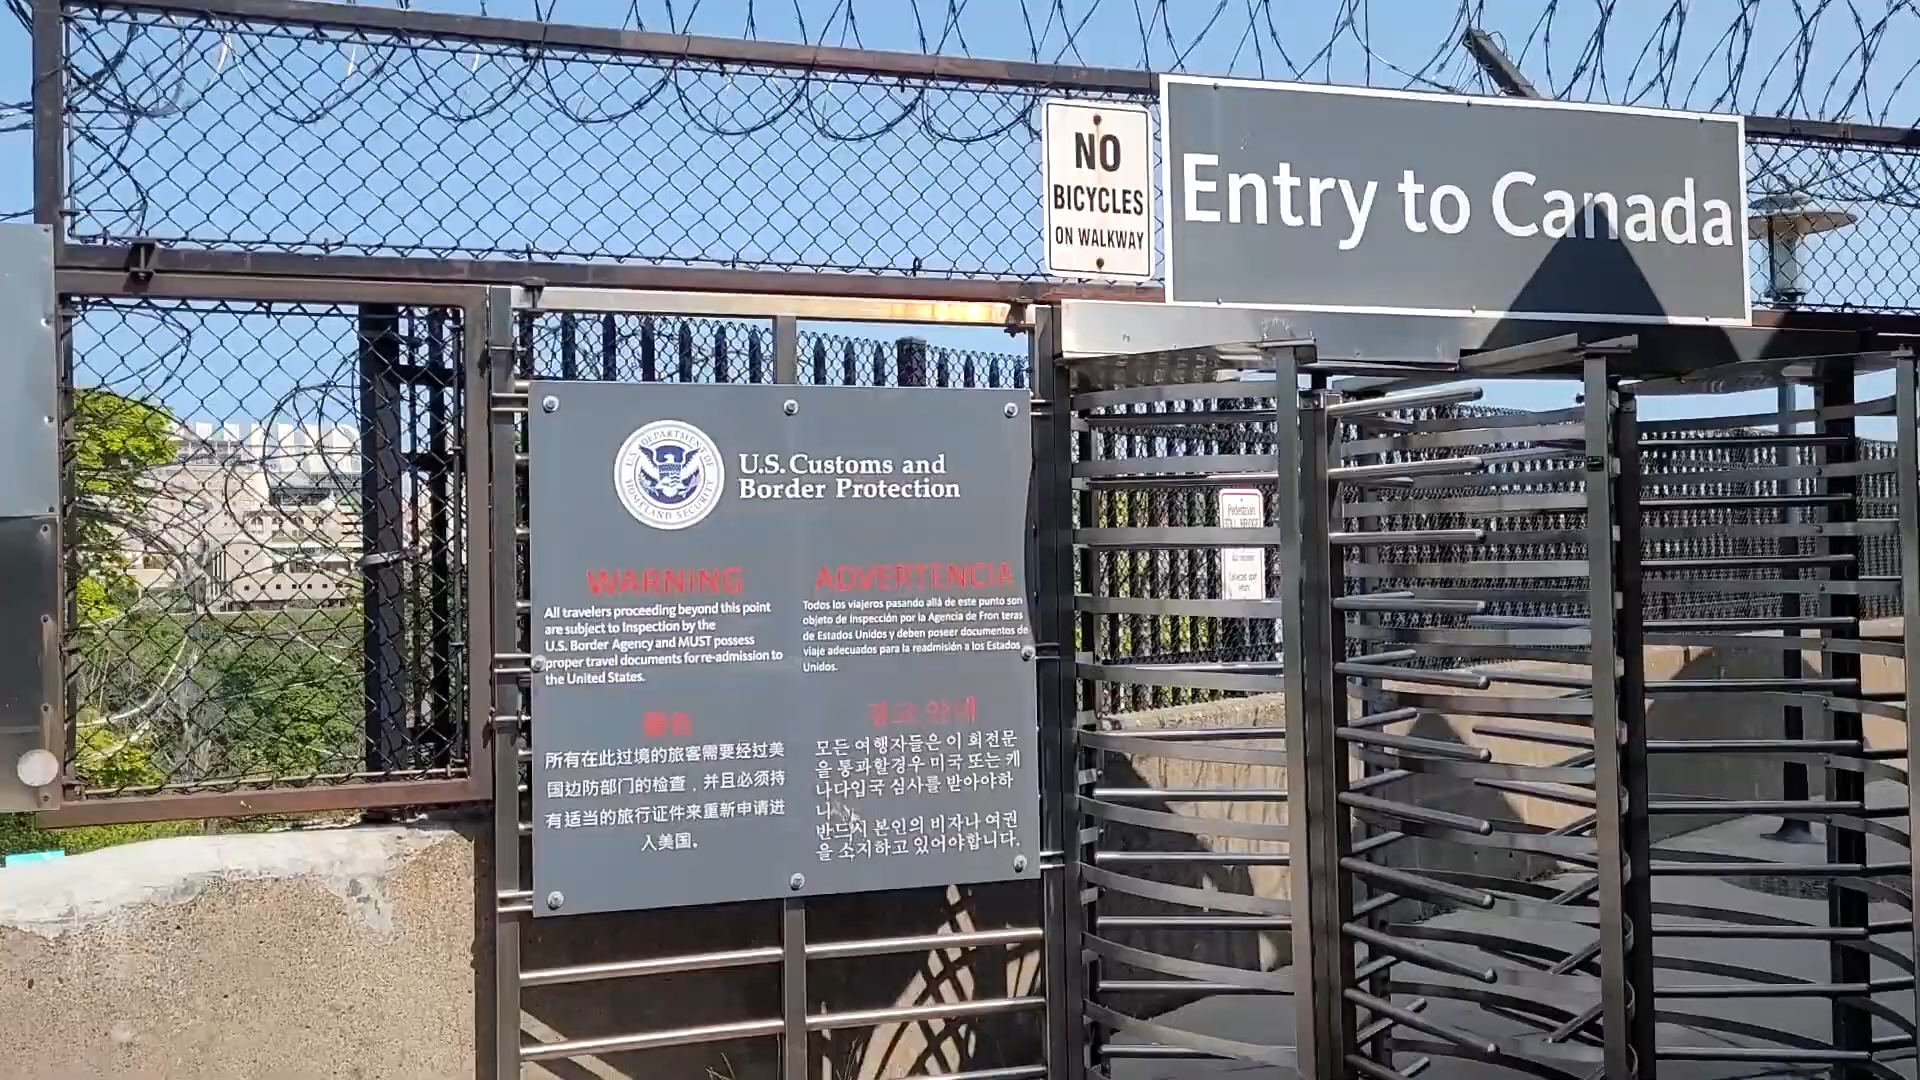 NO
BICYCLES
ON WALKWAY
Entry to Canada
U.S. DEPARTMENT OF
HOMELAND SECURITY
U.S. Customs and
Border Protection
WARNING
All travelers proceeding beyond this point
are subject to Inspection by the
U.S. Border Agency and MUST possess
proper travel documents for re-admission to
the United States.
ADVERTENCIA
Todos los viajeros pasando allá de este punto son
objeto de inspección por la Agencia de Fron teras
de Estados Unidos y deben poseer documentos de
viaje adecuados para la readmisión a los Estados
Unidos.
警告
所有在此过境的旅客需要经过美
国边防部门的检查，并且必须持
有适当的旅行证件来重新申请进
入美国。
경고 안내
모든 여행자들은 이 회전문
을 통과할경우 미국 또는 케
나다입국 심사를 받아야하
니
반드시 본인의 비자나 여권
을 소지하고 있어야합니다.
Pedestrian